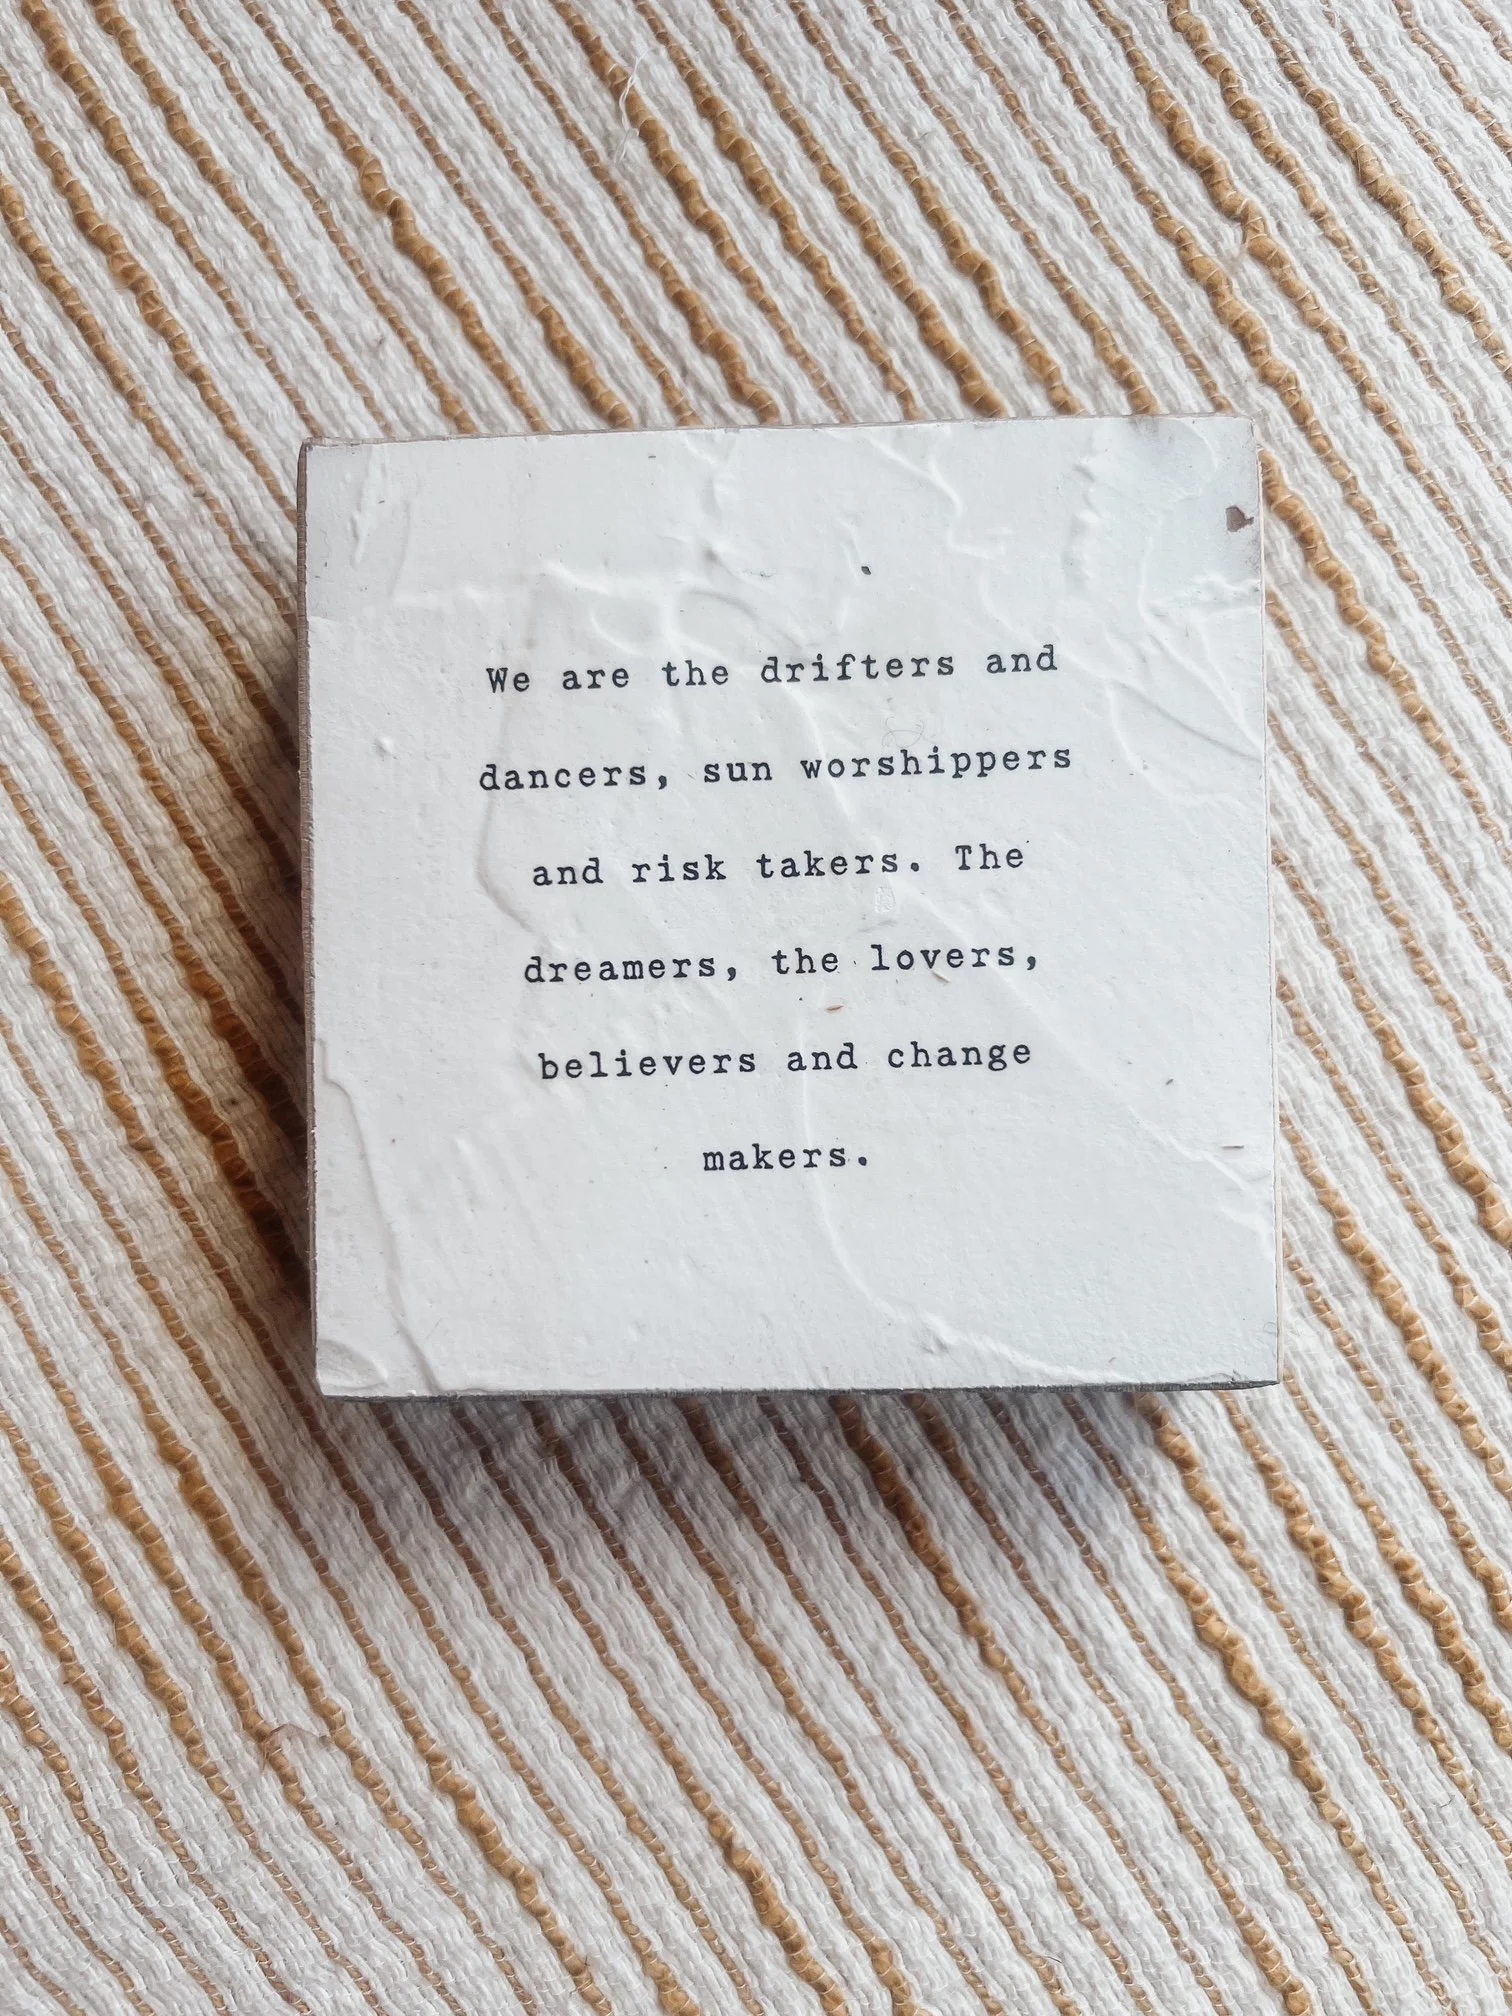 We are the drifters and
dancers, sun worshippers
and risk takers. The
dreamers, the lovers,
believers and change
makers.